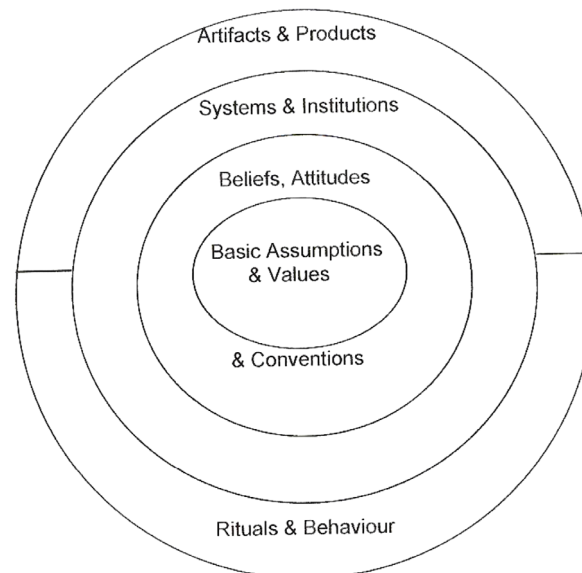 Artifacts & Products
Systems & Institutions
Beliefs, Attitudes
Basic Assumptions
& Values
& Conventions
Rituals & Behaviour